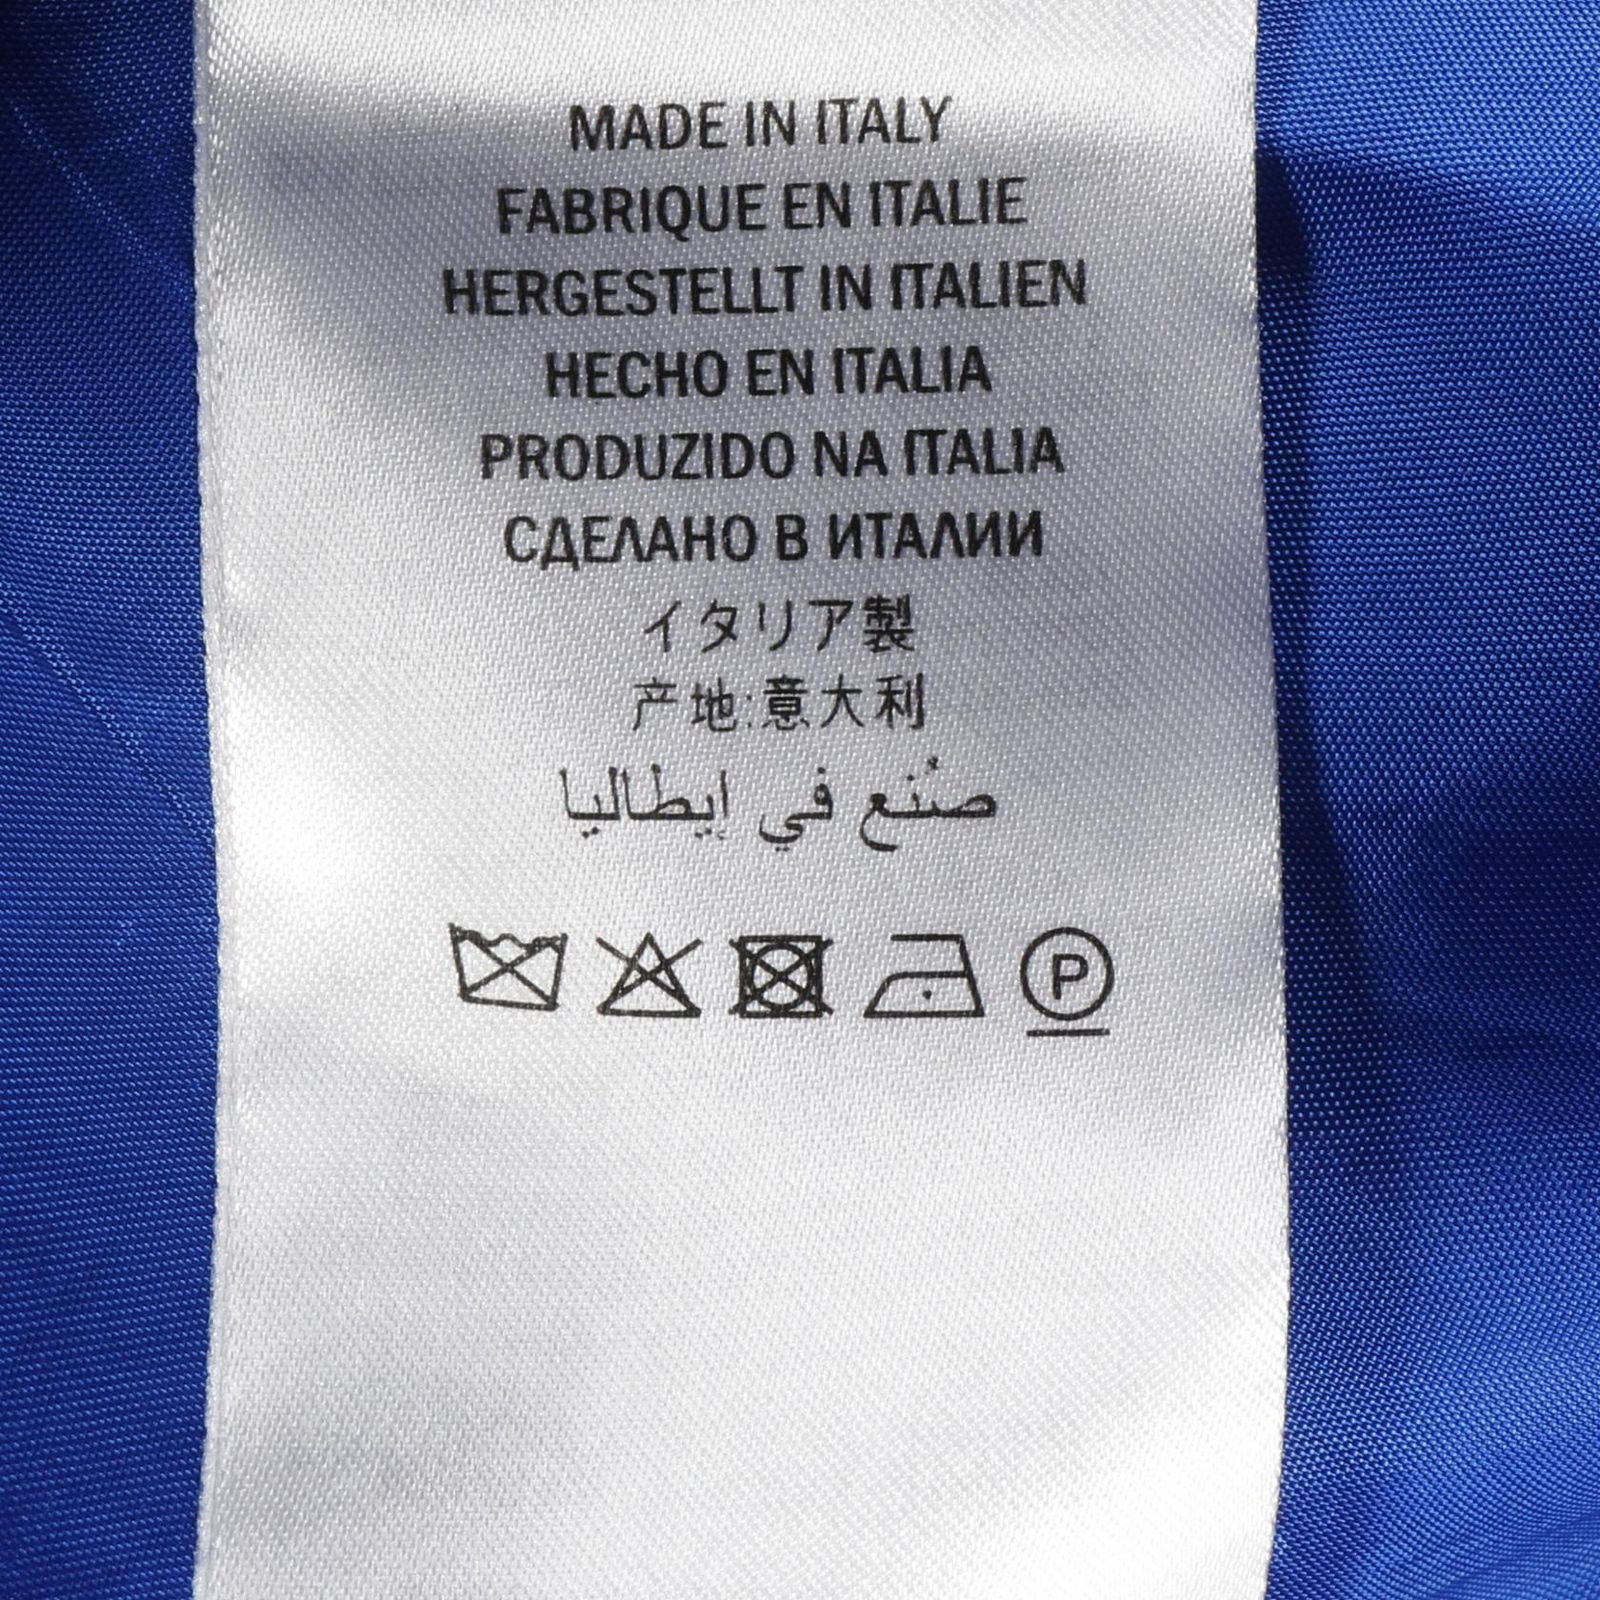 MADE IN ITALY
FABRIQUE EN ITALIE
HERGESTELLT IN ITALIEN
HECHO EN ITALIA
PRODUZIDO NA ITALIA
СДЕЛАНО В ИТАЛИИ
イタリア製
产地:意大利
صُنع في إيطاليا
P